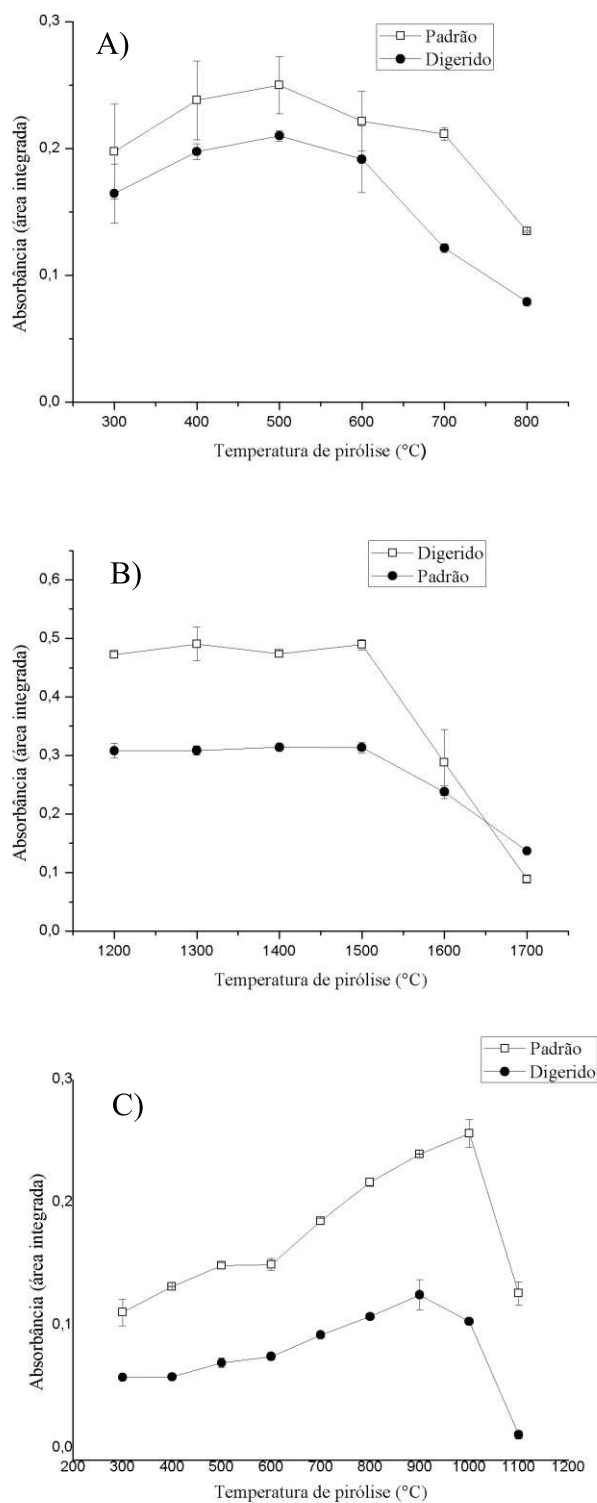 A)
Padrão
Digerido
Absorbância (área integrada)
0,3
0,2
0,1
0,0
300 400 500 600 700 800
Temperatura de pirólise (°C)
B)
Digerido
Padrão
Absorbância (área integrada)
0,6
0,5
0,4
0,3
0,2
0,1
0,0
1200 1300 1400 1500 1600 1700
Temperatura de pirólise (°C)
C)
Padrão
Digerido
Absorbância (área integrada)
0,3
0,2
0,1
0,0
200 300 400 500 600 700 800 900 1000 1100 1200
Temperatura de pirólise (°C)